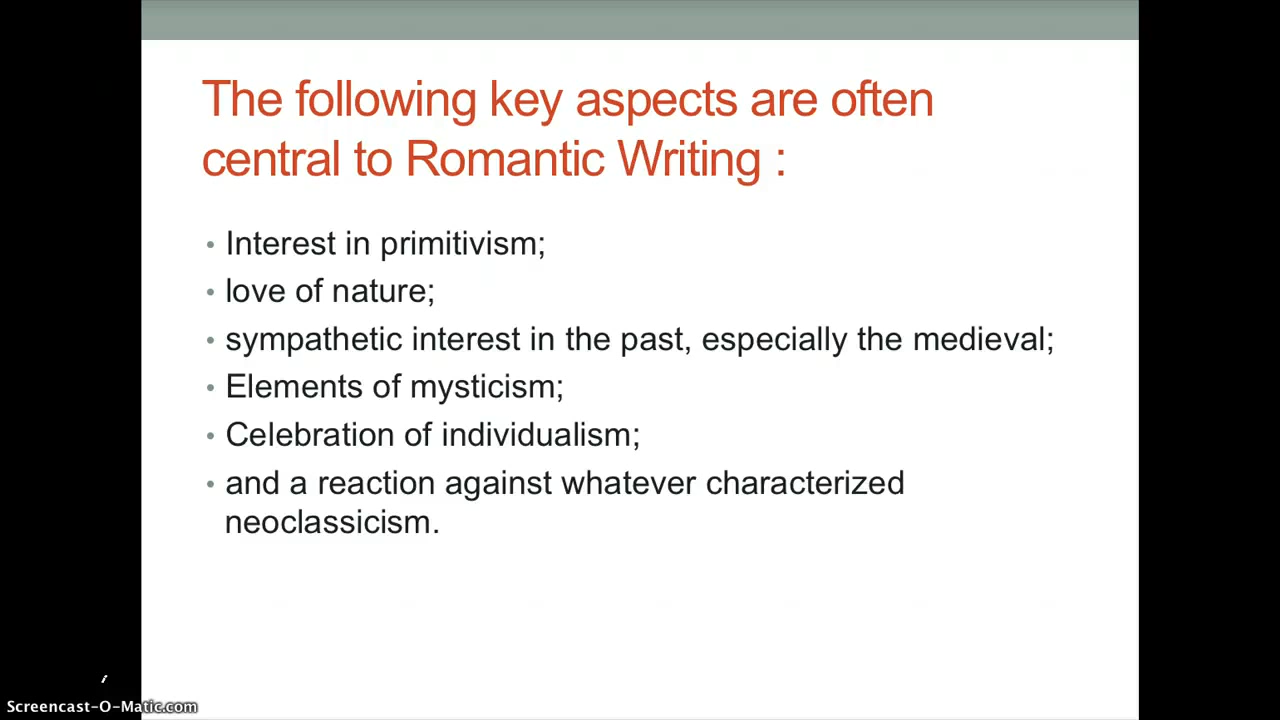 The following key aspects are often
central to Romantic Writing :
• Interest in primitivism;
• love of nature;
• sympathetic interest in the past, especially the medieval;
• Elements of mysticism;
• Celebration of individualism;
• and a reaction against whatever characterized
neoclassicism.
Screencast-O-Matic.com